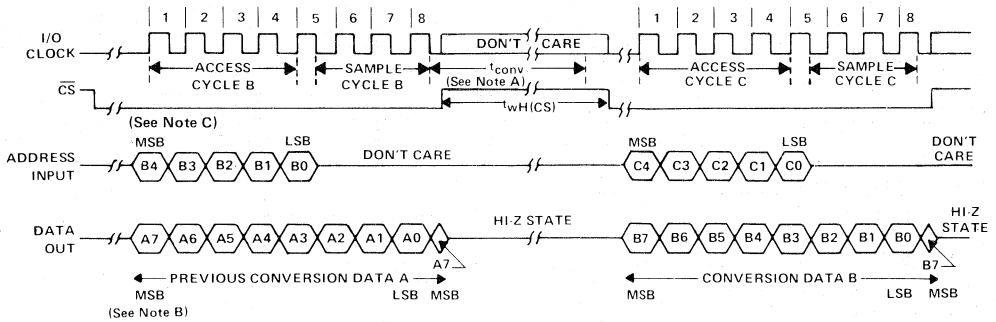 1 2 3 4 5 6 7 8 1 2 3 4 5 6 7 8
I/O
CLOCK
DON'T CARE
ACCESS
CYCLE B
SAMPLE
CYCLE B
tconv
(See Note A)
ACCESS
CYCLE C
SAMPLE
CYCLE C
CS
twH(CS)
(See Note C)
MSB LSB MSB LSB
ADDRESS
INPUT
B4 B3 B2 B1 B0
DON'T CARE
C4 C3 C2 C1 C0
DON'T
CARE
DATA
OUT
A7 A6 A5 A4 A3 A2 A1 A0
HI-Z STATE
B7 B6 B5 B4 B3 B2 B1 B0
HI-Z
STATE
A7 B7
PREVIOUS CONVERSION DATA A
CONVERSION DATA B
MSB LSB MSB MSB LSB MSB
(See Note B)